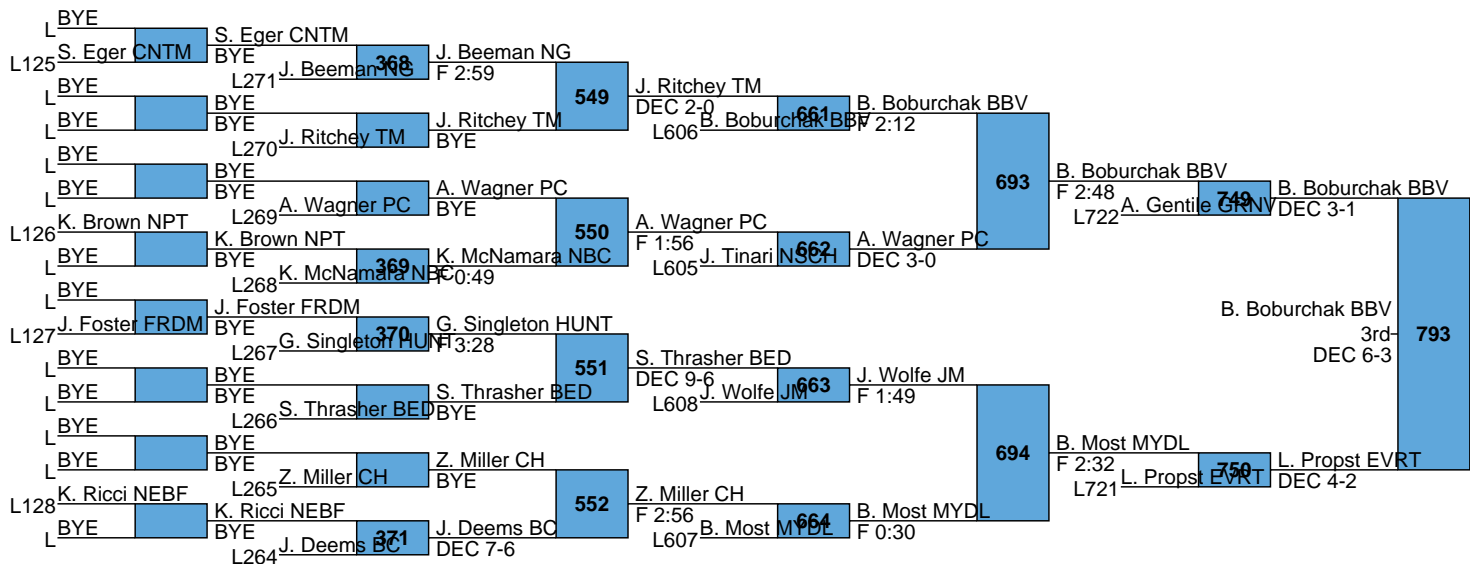 BYE
L
S. Eger CNTM
L125
S. Eger CNTM
BYE
368
J. Beeman NG
L271
J. Beeman NG
F 2:59
BYE
L
BYE
L
BYE
BYE
J. Ritchey TM
L270
J. Ritchey TM
BYE
549
J. Ritchey TM
DEC 2-0
661
B. Boburchak BBV
L606
B. Boburchak BBV
F 2:12
BYE
L
BYE
L
BYE
BYE
A. Wagner PC
L269
A. Wagner PC
BYE
K. Brown NPT
L126
BYE
L
K. Brown NPT
BYE
369
K. McNamara NBC
L268
K. McNamara NBC
F 0:49
550
A. Wagner PC
F 1:56
662
J. Tinari NSCH
L605
A. Wagner PC
DEC 3-0
693
B. Boburchak BBV
F 2:48
749
A. Gentile GRNV
L722
B. Boburchak BBV
DEC 3-1
BYE
L
J. Foster FRDM
L127
J. Foster FRDM
BYE
370
G. Singleton HUNT
L267
G. Singleton HUNT
F 3:28
BYE
L
BYE
L
BYE
BYE
S. Thrasher BED
L266
S. Thrasher BED
BYE
551
S. Thrasher BED
DEC 9-6
663
J. Wolfe JM
L608
J. Wolfe JM
F 1:49
BYE
L
BYE
L
BYE
BYE
Z. Miller CH
L265
Z. Miller CH
BYE
K. Ricci NEBF
L128
BYE
L
K. Ricci NEBF
BYE
371
J. Deems BC
L264
J. Deems BC
DEC 7-6
552
Z. Miller CH
F 2:56
664
B. Most MYDL
L607
B. Most MYDL
F 0:30
694
B. Most MYDL
F 2:32
750
L. Propst EVRT
L721
L. Propst EVRT
DEC 4-2
B. Boburchak BBV
3rd
DEC 6-3
793